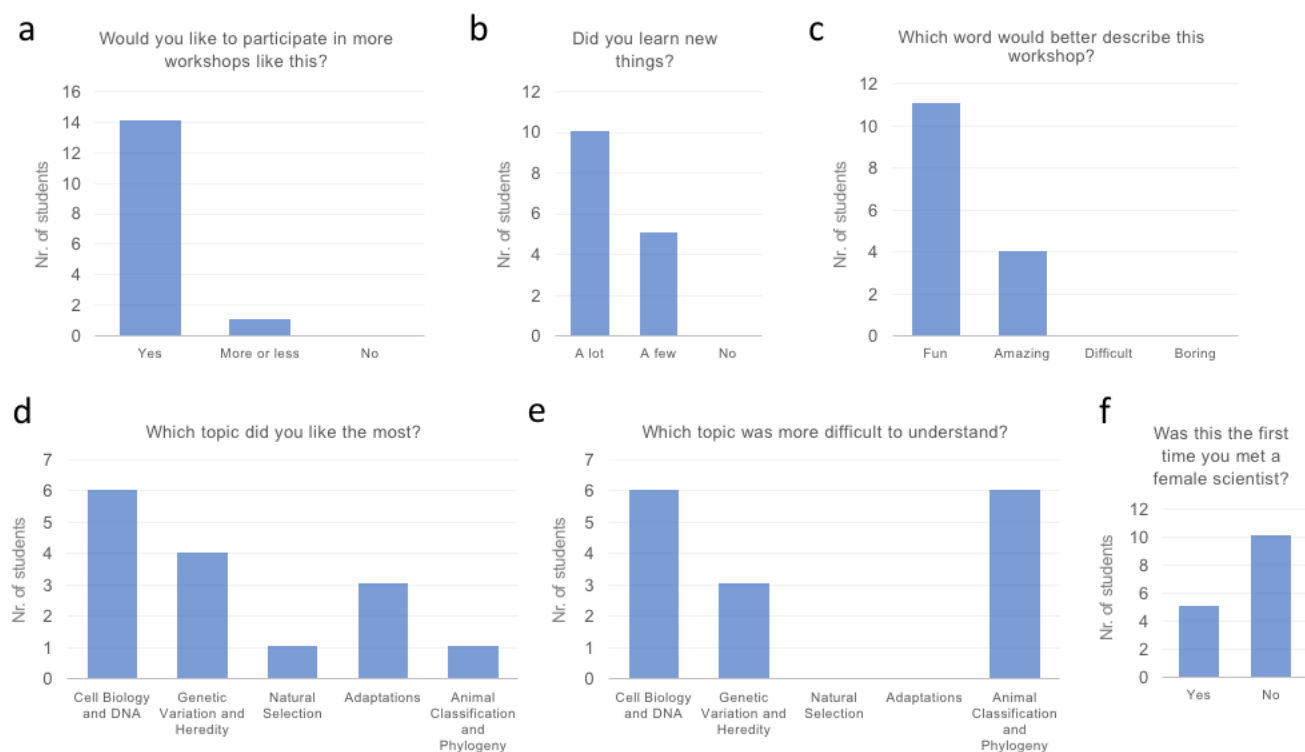 a
Would you like to participate in more
workshops like this?
Nr. of students
16
14
12
10
8
6
4
2
0
Yes
More or less
No
b
Did you learn new
things?
Nr. of students
12
10
8
6
4
2
0
A lot
A few
No
c
Which word would better describe this
workshop?
Nr. of students
12
10
8
6
4
2
0
Fun
Amazing
Difficult
Boring
d
Which topic did you like the most?
Nr. of students
7
6
5
4
3
2
1
0
Cell Biology
and DNA
Genetic
Variation and
Heredity
Natural
Selection
Adaptations
Animal
Classification
and
Phylogeny
e
Which topic was more difficult to understand?
Nr. of students
7
6
5
4
3
2
1
0
Cell Biology
and DNA
Genetic
Variation and
Heredity
Natural
Selection
Adaptations
Animal
Classification
and
Phylogeny
f
Was this the first
time you met a
female scientist?
Nr. of students
12
10
8
6
4
2
0
Yes
No